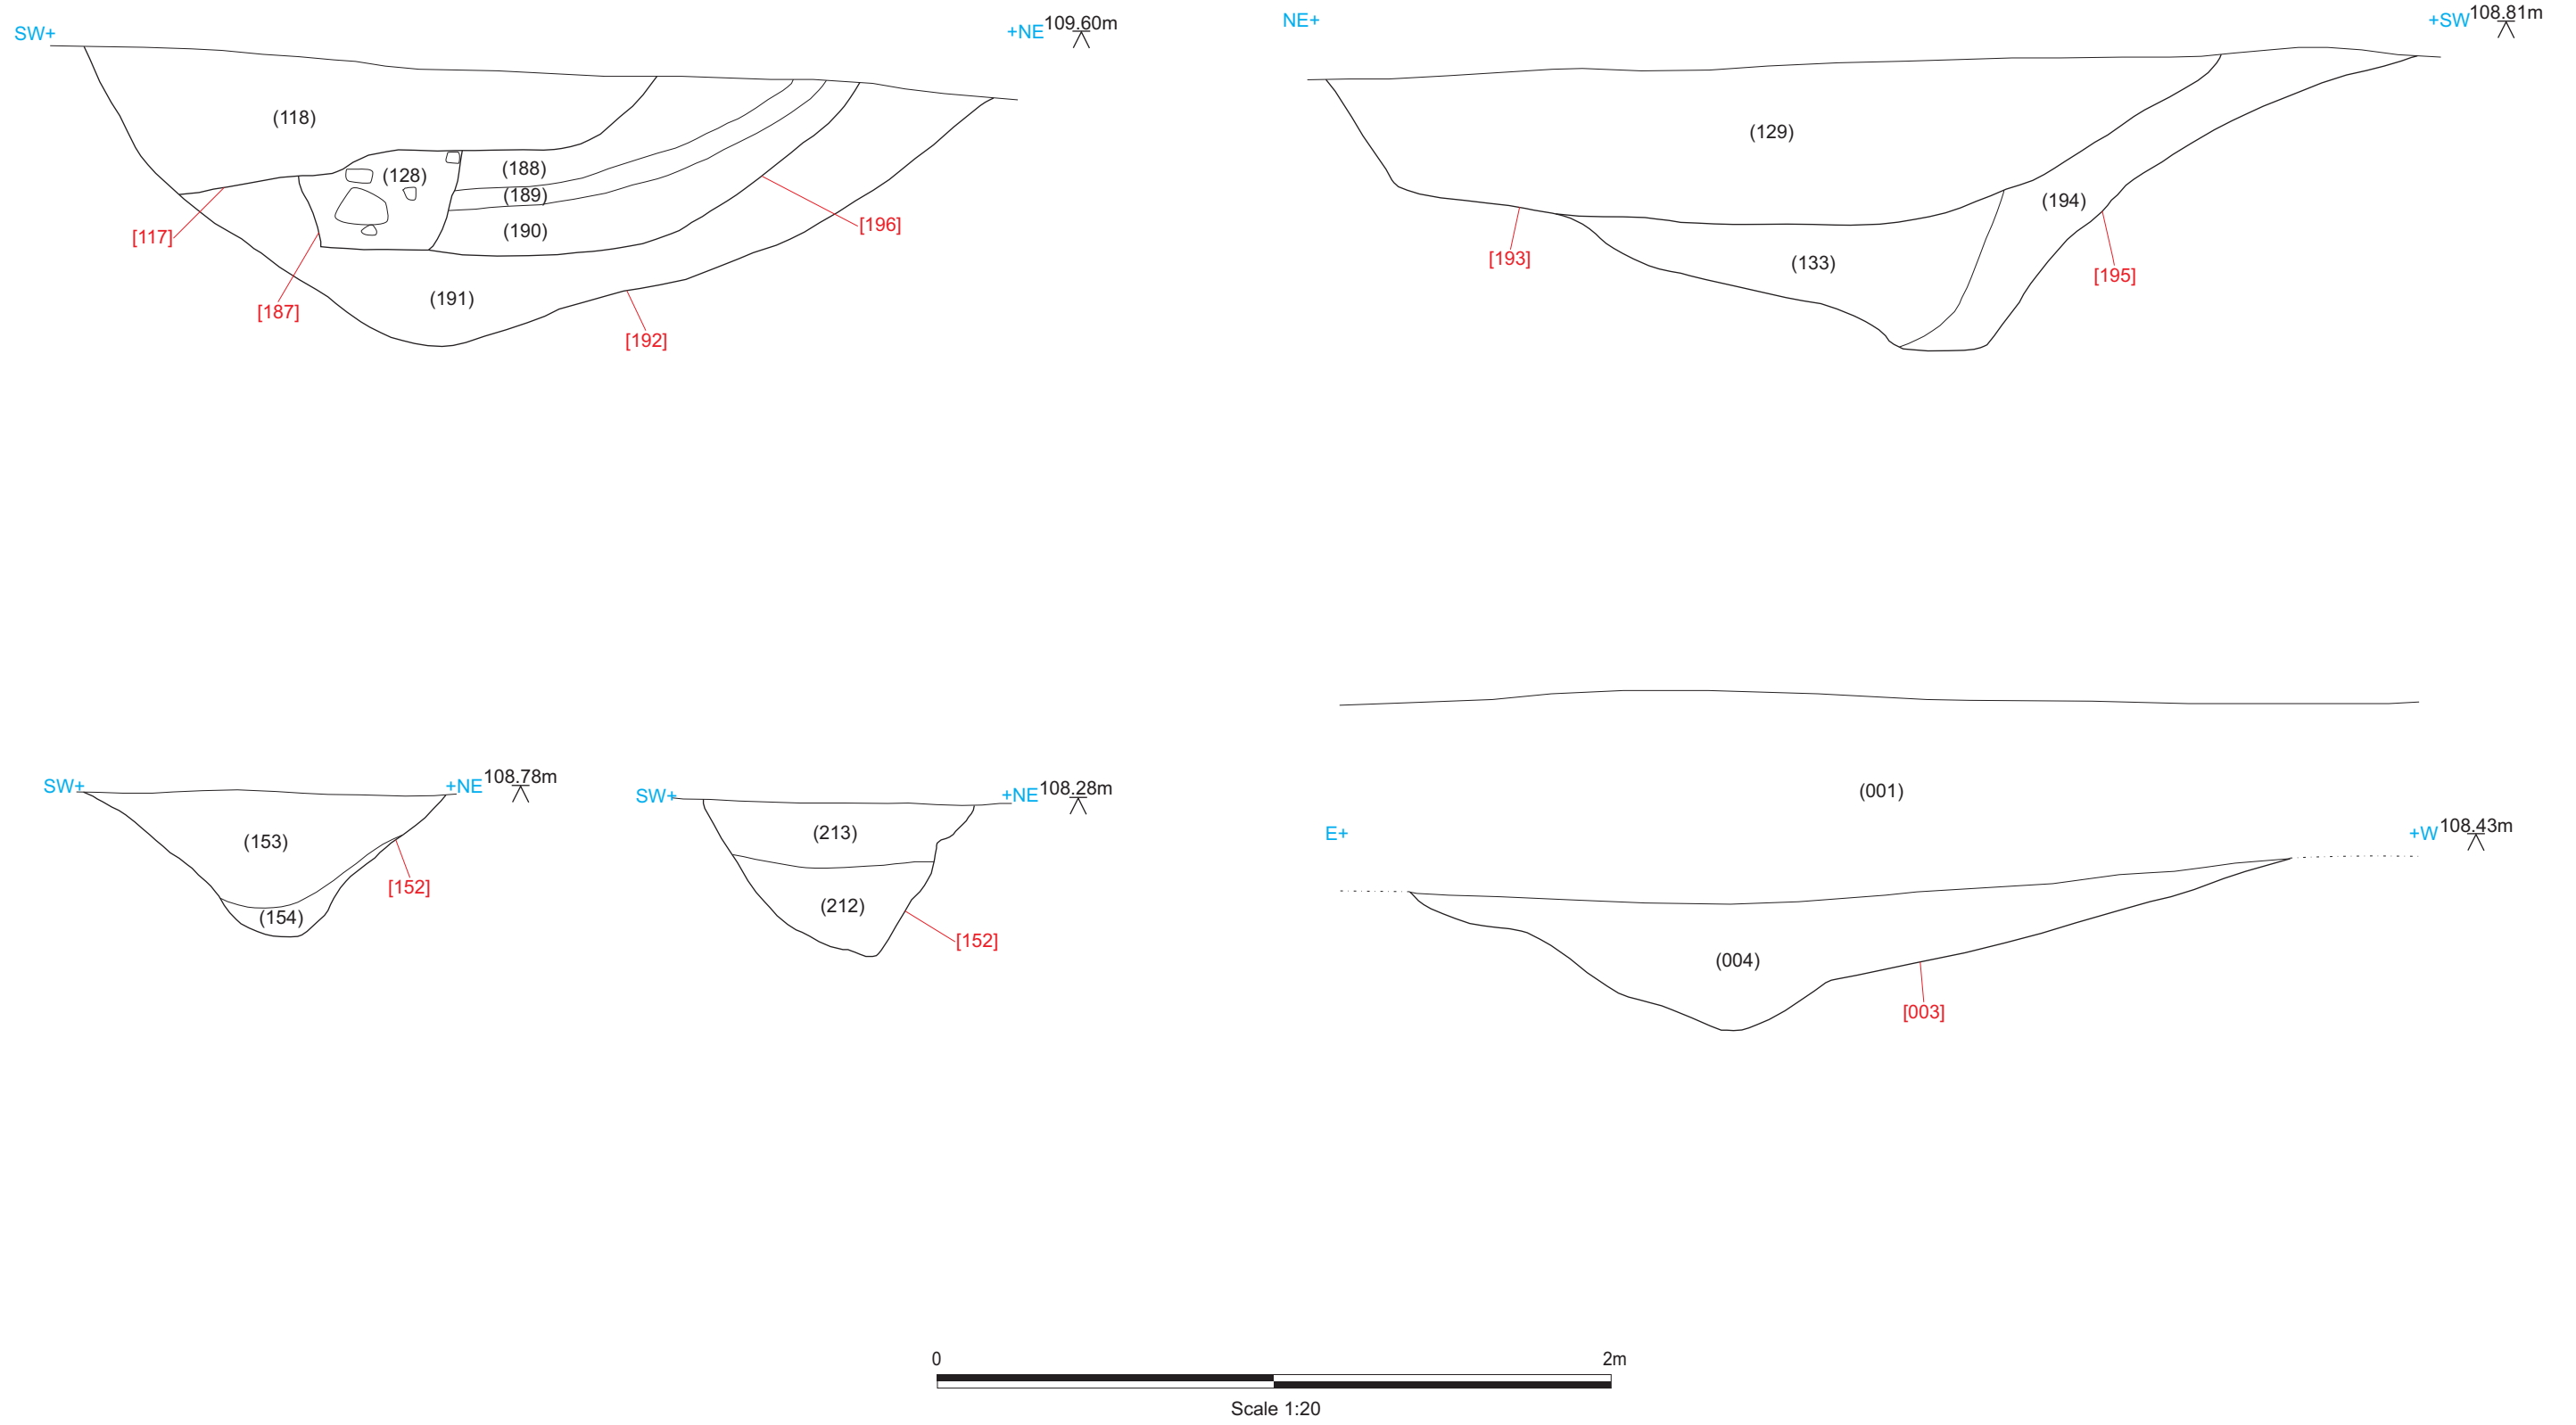 SW+
+NE 109.60m
(118)
(128)
(188)
(189)
(190)
(191)
[117]
[187]
[196]
[192]
NE+
+SW 108.81m
(129)
(194)
(133)
[193]
[195]
SW+
+NE 108.78m
(153)
(154)
[152]
SW+
+NE 108.28m
(213)
(212)
[152]
(001)
E+
+W 108.43m
(004)
[003]
0 2m
Scale 1:20